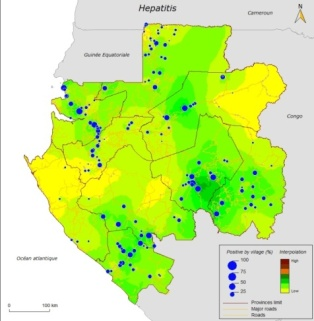 Hepatitis
Cameroun
N
Guinée Equatoriale
Congo
Océan atlantique
Positive by village (%)
Interpolation
100
High
75
50
25
Low
Provinces limit
Major roads
Roads
0 100 km